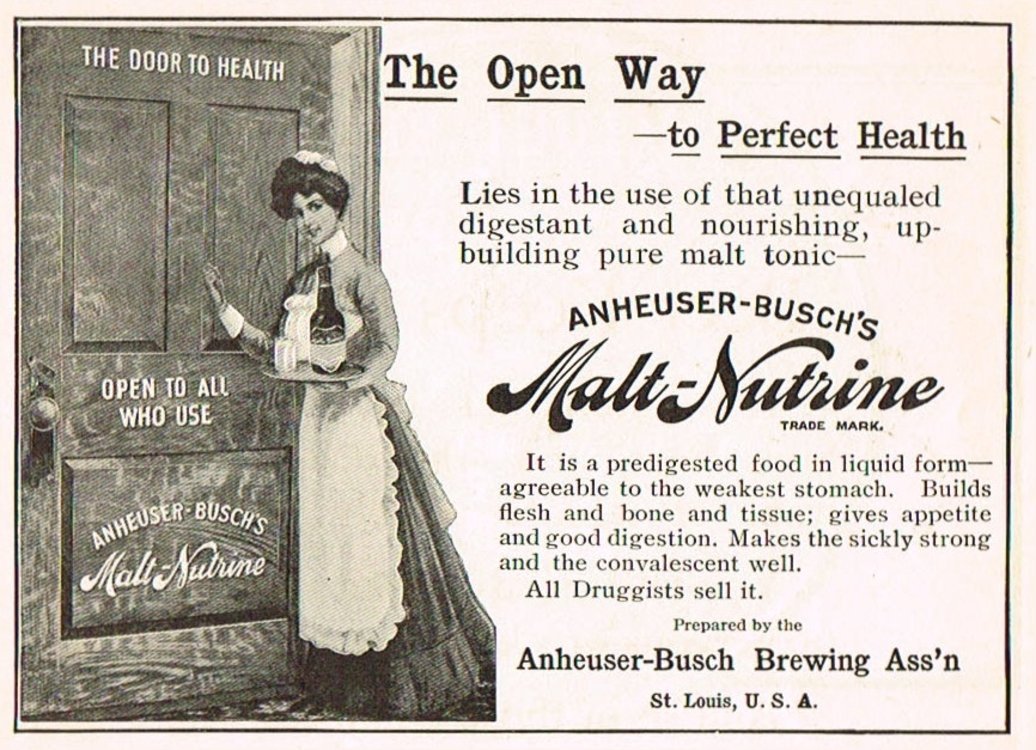 THE DOOR TO HEALTH
OPEN TO ALL
WHO USE
ANHEUSER-BUSCH'S
Malt-Nutrine
The Open Way
—to Perfect Health
Lies in the use of that unequaled
digestant and nourishing, up-
building pure malt tonic—
ANHEUSER-BUSCH'S
Malt-Nutrine
TRADE MARK.
It is a predigested food in liquid form—
agreeable to the weakest stomach. Builds
flesh and bone and tissue; gives appetite
and good digestion. Makes the sickly strong
and the convalescent well.
All Druggists sell it.
Prepared by the
Anheuser-Busch Brewing Ass'n
St. Louis, U. S. A.